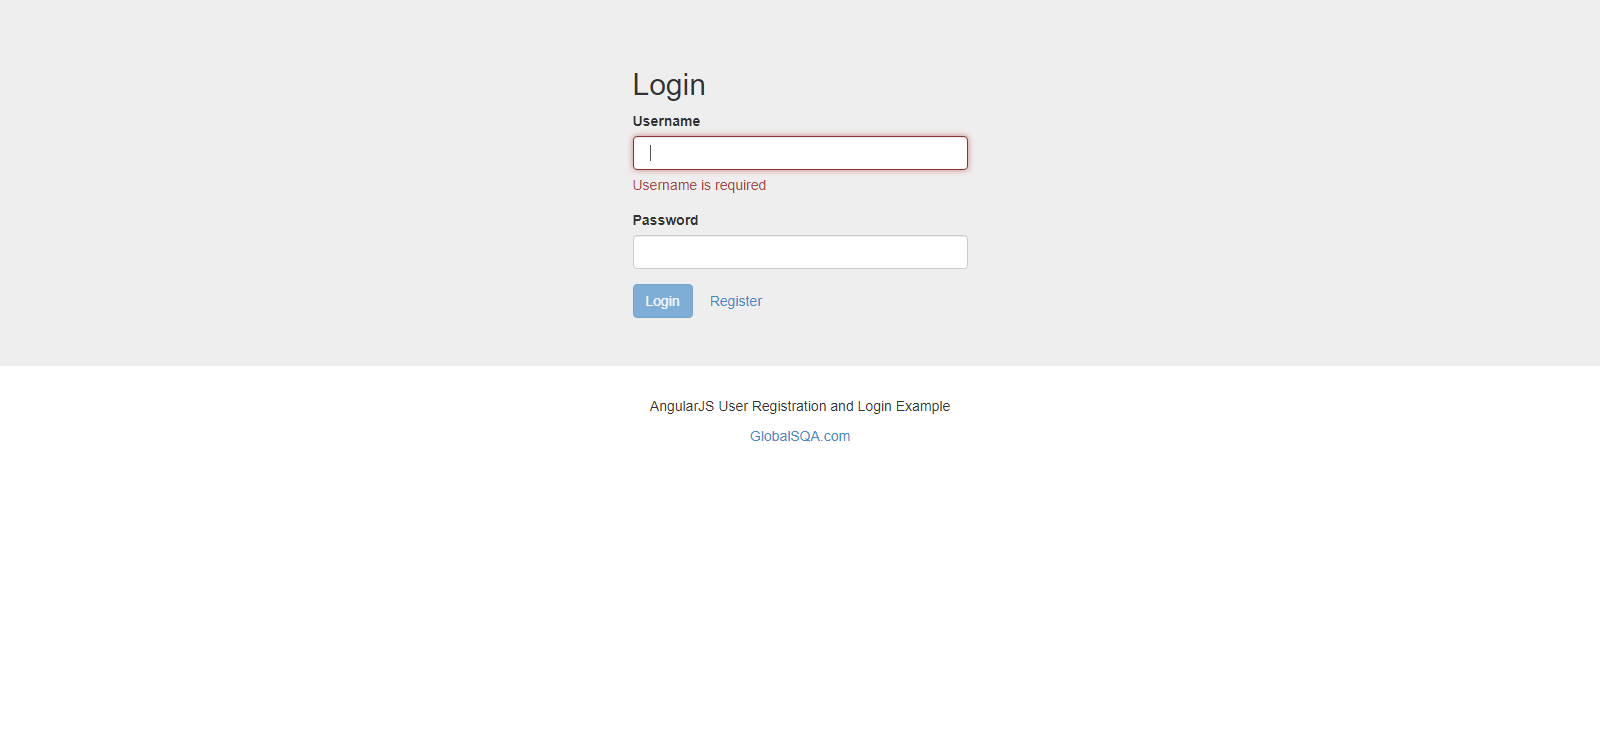 Login
Username
Username is required
Password
Login Register
AngularJS User Registration and Login Example
GlobalSQA.com